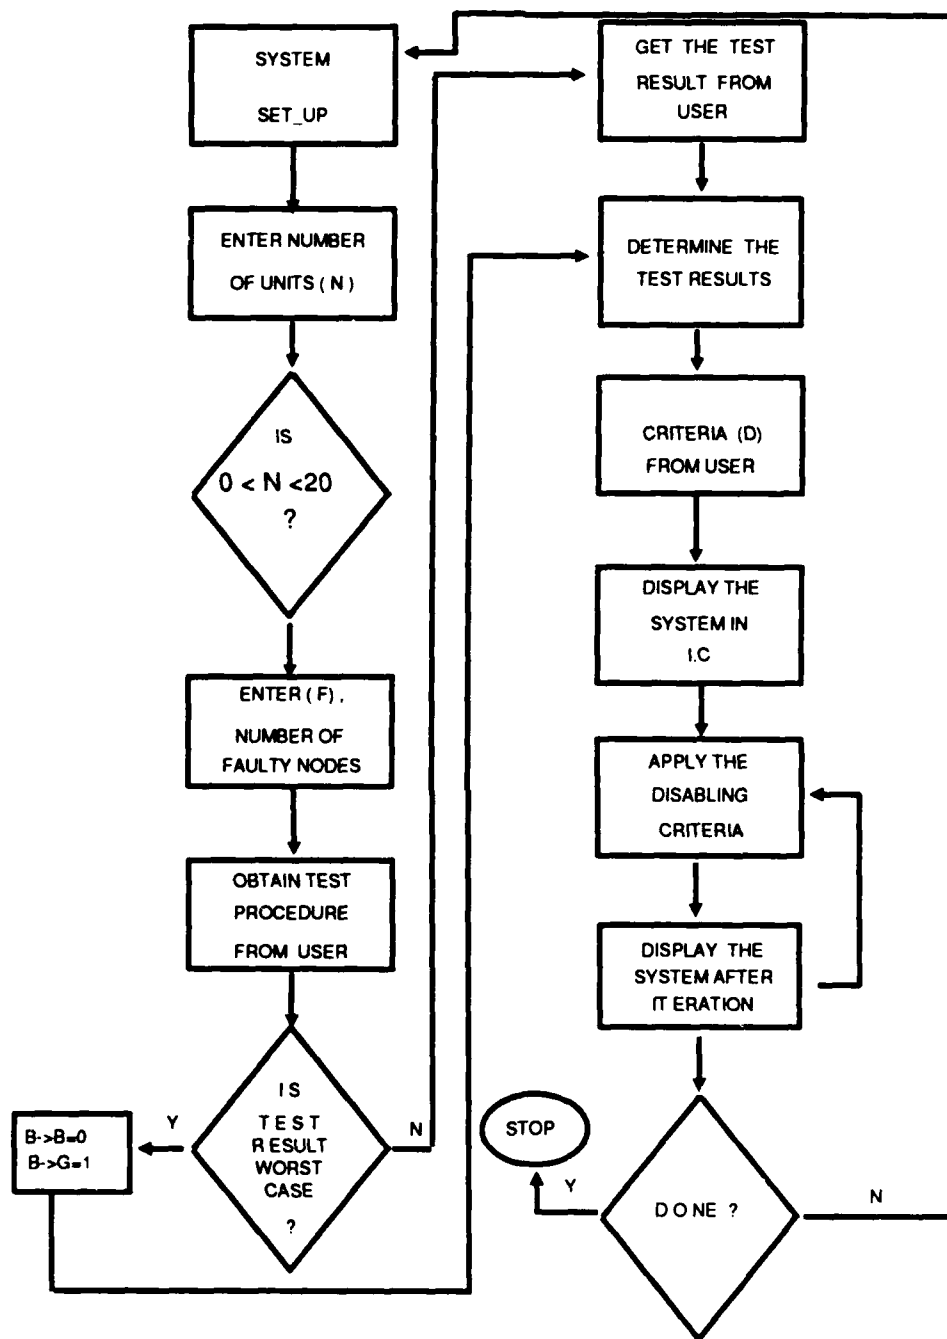 SYSTEM
SET_UP
ENTER NUMBER
OF UNITS ( N )
IS
0 < N <20
?
ENTER ( F ) ,
NUMBER OF
FAULTY NODES
OBTAIN TEST
PROCEDURE
FROM USER
IS
TEST
RESULT
WORST
CASE
?
Y
N
B->B=0
B->G=1
GET THE TEST
RESULT FROM
USER
DETERMINE THE
TEST RESULTS
CRITERIA (D)
FROM USER
DISPLAY THE
SYSTEM IN
I.C
APPLY THE
DISABLING
CRITERIA
DISPLAY THE
SYSTEM AFTER
ITERATION
DONE ?
Y
N
STOP